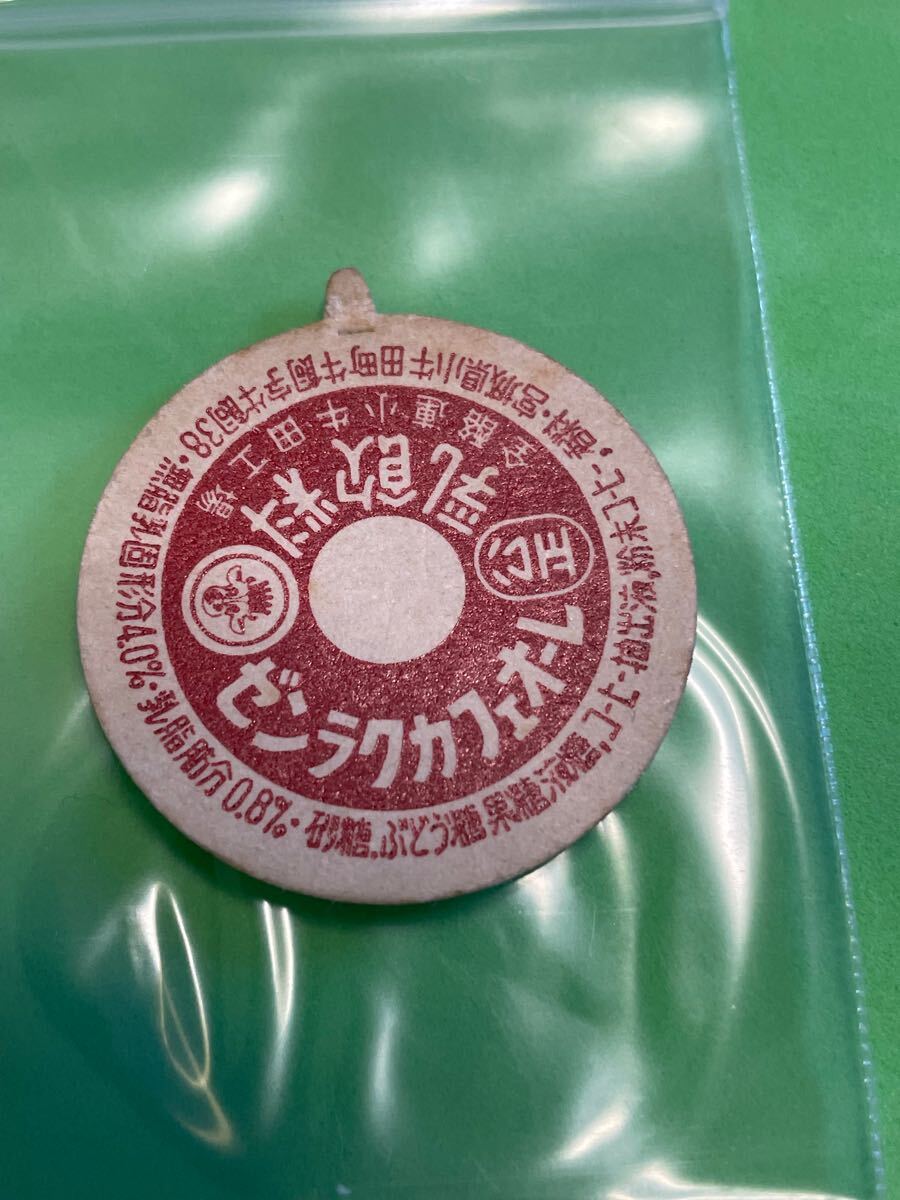 乳飲料
全酪連小牛田工場
公正
ゼンラクカフェオーレ
無脂乳固形分4.0%・乳脂肪分0.8%・砂糖,ぶどう糖果糖液糖,コーヒー抽出液,粉末コーヒー,香料・宮城県小牛田町牛飼字牛飼38・